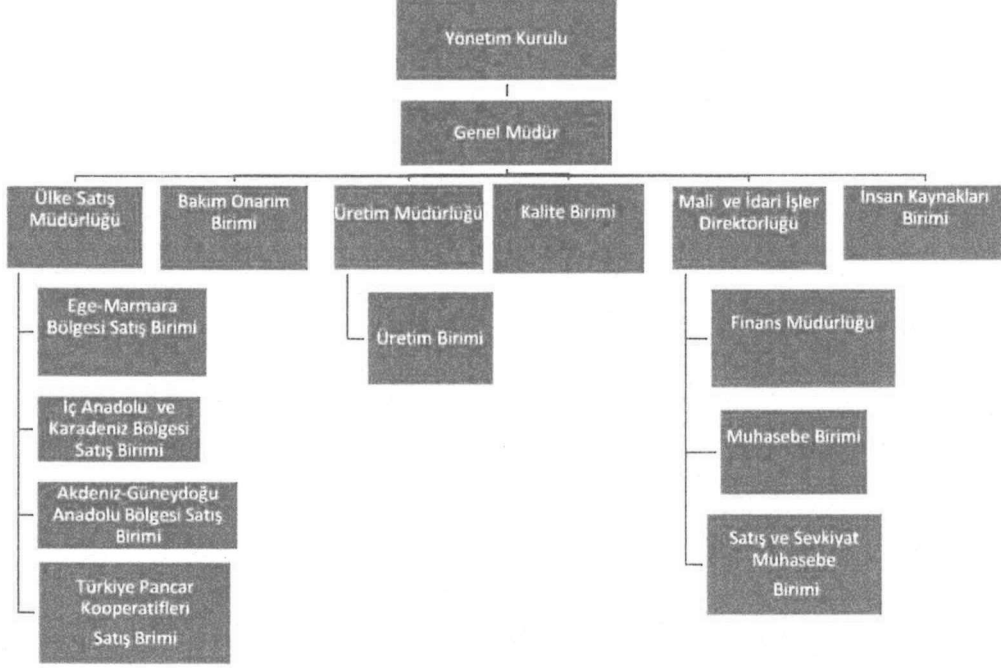 Yönetim Kurulu
Genel Müdür
Ülke Satış
Müdürlüğü
Bakım Onarım
Birimi
Üretim Müdürlüğü
Kalite Birimi
Mali ve İdari İşler
Direktörlüğü
İnsan Kaynakları
Birimi
Ege-Marmara
Bölgesi Satış Birimi
İç Anadolu ve
Karadeniz Bölgesi
Satış Birimi
Akdeniz-Güneydoğu
Anadolu Bölgesi Satış
Birimi
Türkiye Pancar
Kooperatifleri
Satış Brimi
Üretim Birimi
Finans Müdürlüğü
Muhasebe Birimi
Satış ve Sevkiyat
Muhasebe
Birimi